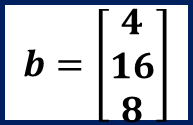 b = [4
16
8]